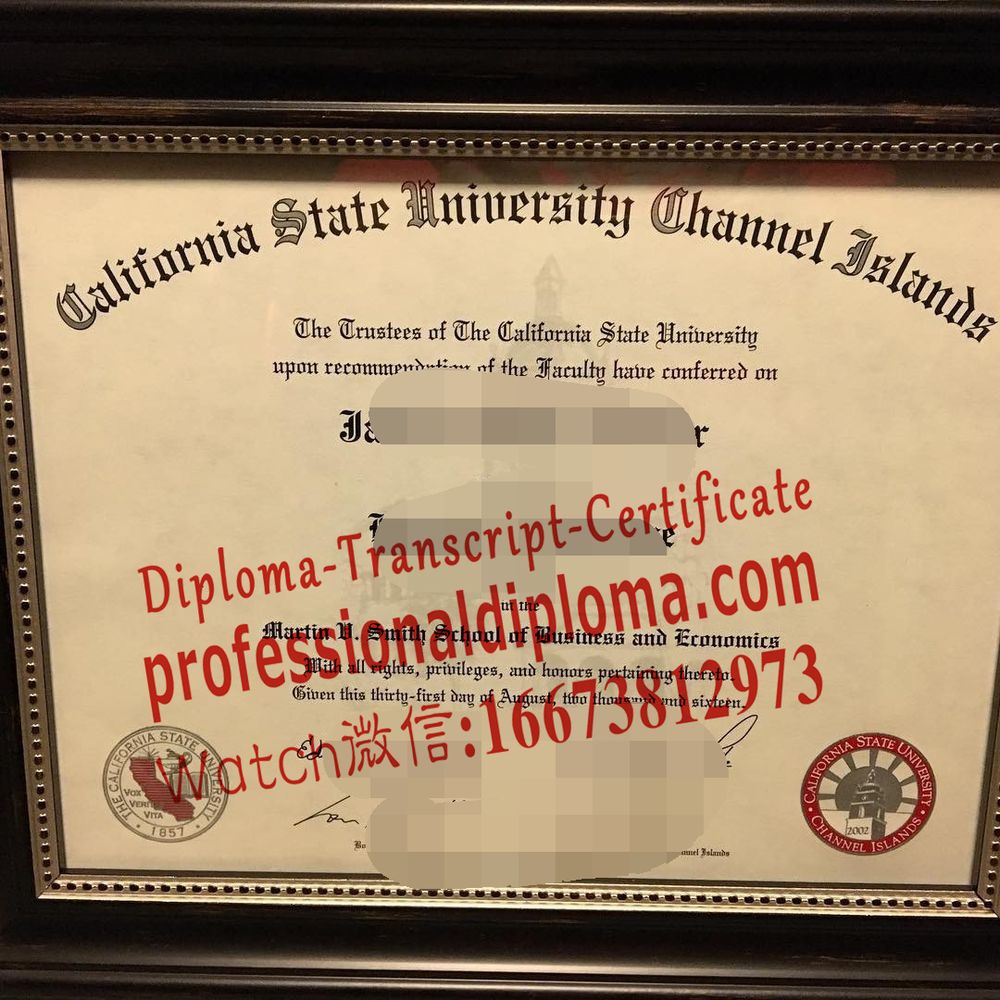 California State University Channel Islands
The Trustees of The California State University
upon recommendation of the Faculty have conferred on
Diploma-Transcript-Certificate
in the
professionaldiploma.com
Martin V. Smith School of Business and Economics
With all rights, privileges, and honors pertaining thereto.
Given this thirty-first day of August, two thousand and sixteen.
Watch微信:16673812973
THE CALIFORNIA STATE UNIVERSITY
VOX
VERITAS
VITA
1857
CALIFORNIA STATE UNIVERSITY
2002
CHANNEL ISLANDS
Islands